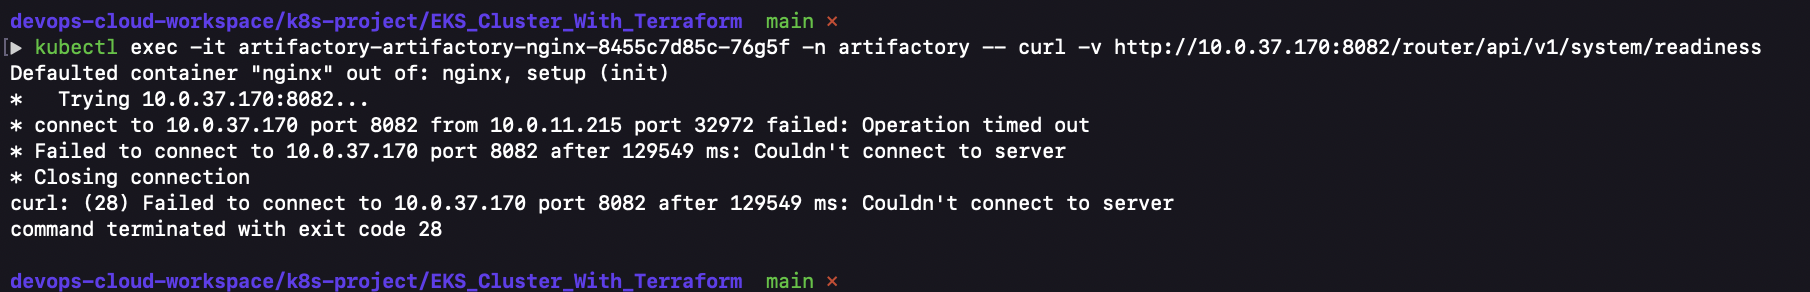 devops-cloud-workspace/k8s-project/EKS_Cluster_With_Terraform main ×
[▶ kubectl exec -it artifactory-artifactory-nginx-8455c7d85c-76g5f -n artifactory -- curl -v http://10.0.37.170:8082/router/api/v1/system/readiness
Defaulted container "nginx" out of: nginx, setup (init)
*   Trying 10.0.37.170:8082...
* connect to 10.0.37.170 port 8082 from 10.0.11.215 port 32972 failed: Operation timed out
* Failed to connect to 10.0.37.170 port 8082 after 129549 ms: Couldn't connect to server
* Closing connection
curl: (28) Failed to connect to 10.0.37.170 port 8082 after 129549 ms: Couldn't connect to server
command terminated with exit code 28
devops-cloud-workspace/k8s-project/EKS_Cluster_With_Terraform main ×